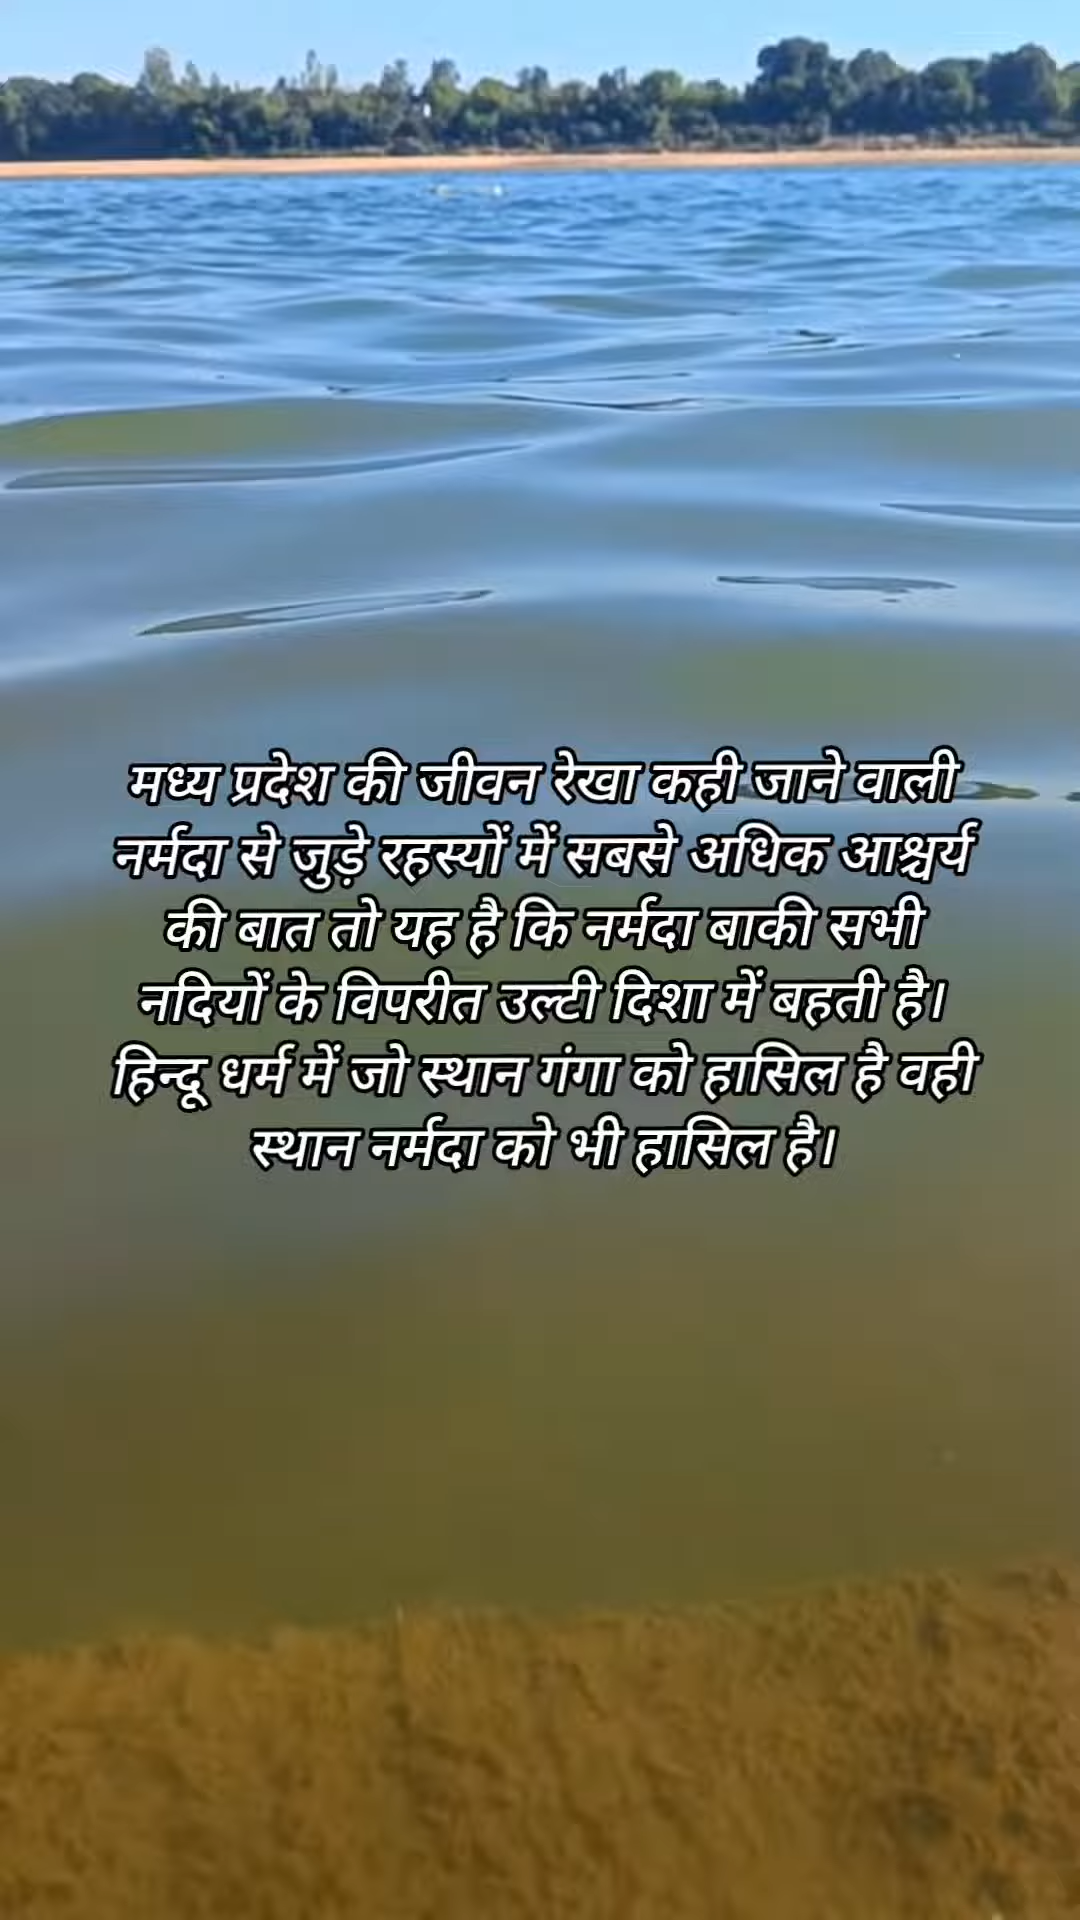 मध्य प्रदेश की जीवन रेखा कही जाने वाली
नर्मदा से जुड़े रहस्यों में सबसे अधिक आश्चर्य
की बात तो यह है कि नर्मदा बाकी सभी
नदियों के विपरीत उल्टी दिशा में बहती है।
हिन्दू धर्म में जो स्थान गंगा को हासिल है वही
स्थान नर्मदा को भी हासिल है।